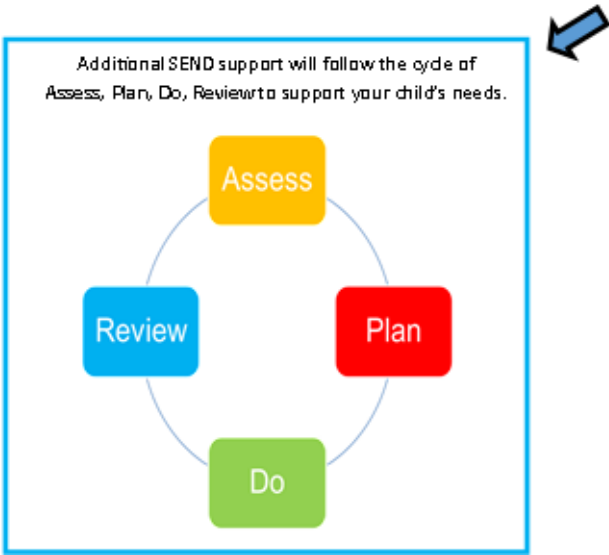 Additional SEND support will follow the cycle of
Assess, Plan, Do, Review to support your child's needs.
Assess
Review
Plan
Do